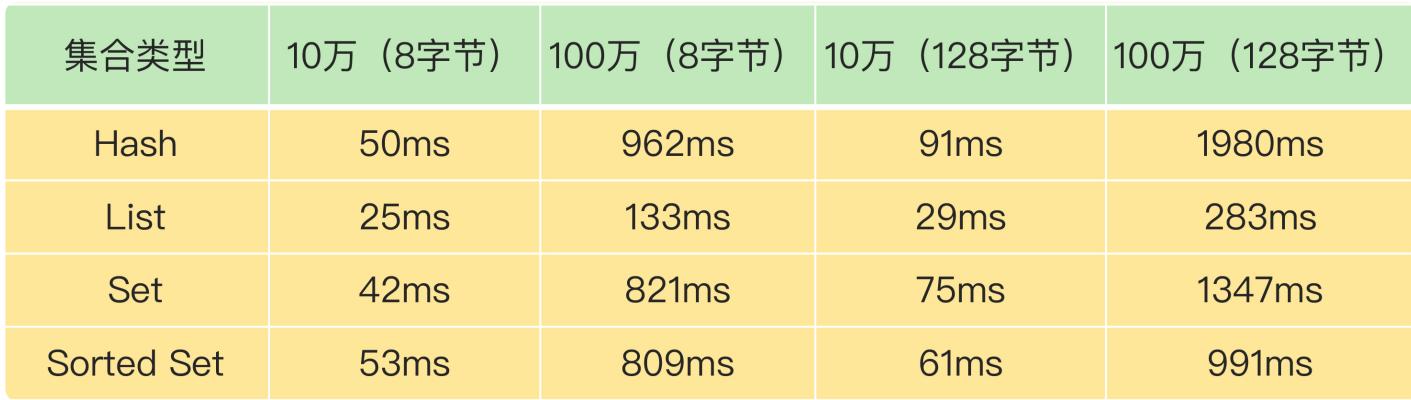 集合类型 10万（8字节） 100万（8字节） 10万（128字节） 100万（128字节）
Hash 50ms 962ms 91ms 1980ms
List 25ms 133ms 29ms 283ms
Set 42ms 821ms 75ms 1347ms
Sorted Set 53ms 809ms 61ms 991ms